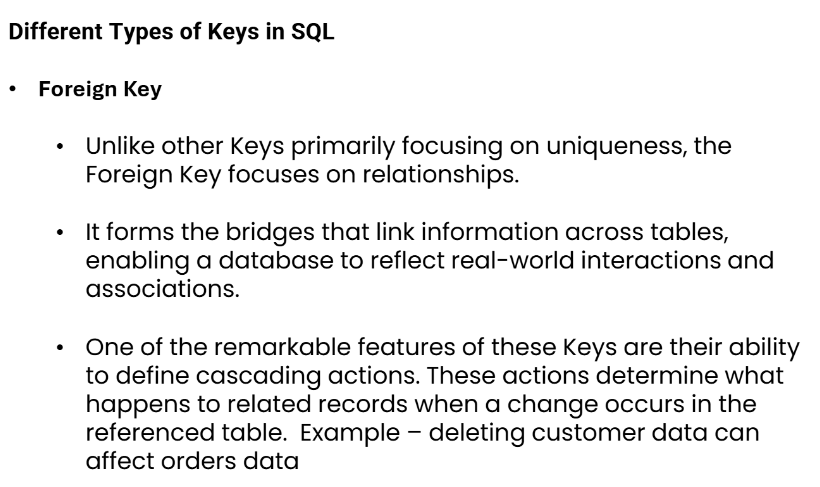 Different Types of Keys in SQL
• Foreign Key
• Unlike other Keys primarily focusing on uniqueness, the
Foreign Key focuses on relationships.
• It forms the bridges that link information across tables,
enabling a database to reflect real-world interactions and
associations.
• One of the remarkable features of these Keys are their ability
to define cascading actions. These actions determine what
happens to related records when a change occurs in the
referenced table.  Example – deleting customer data can
affect orders data